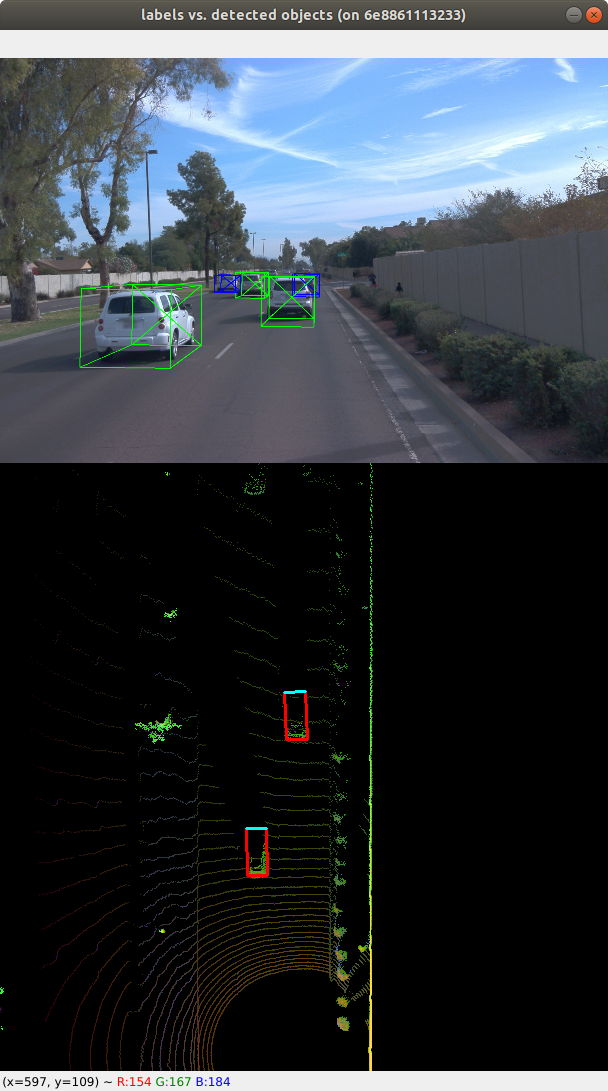 labels vs. detected objects (on 6e8861113233)
(x=597, y=109) ~ R:154 G:167 B:184